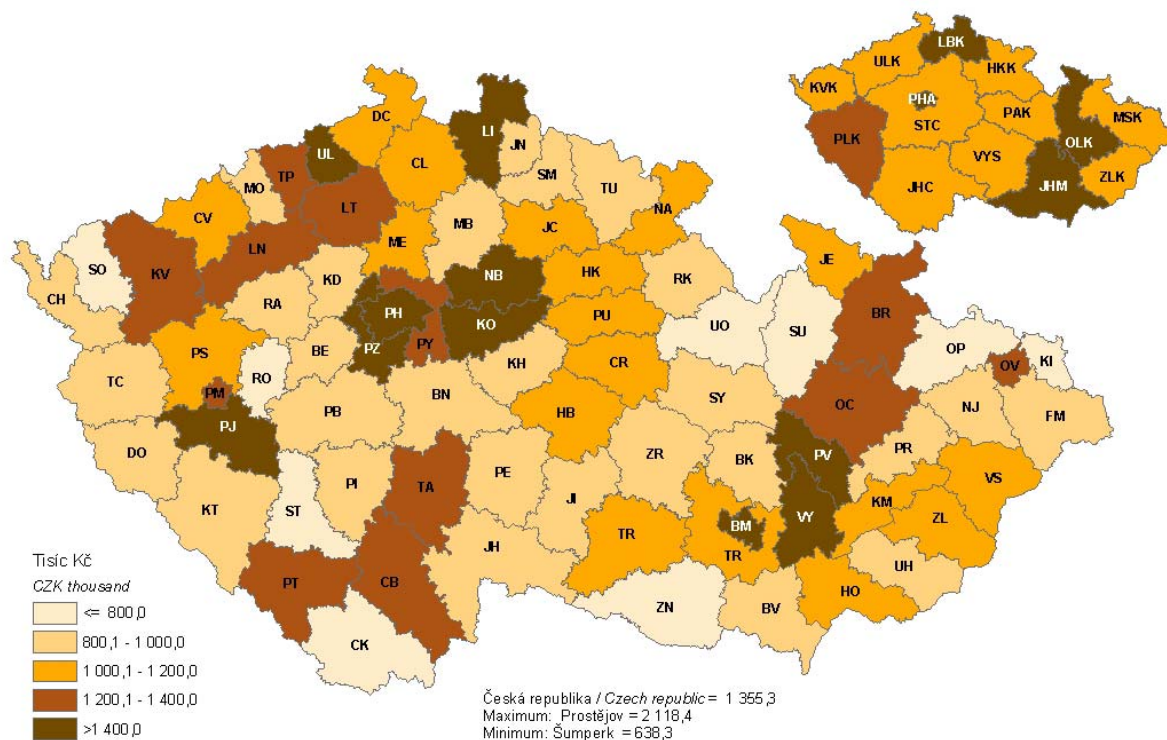 LBK
ULK
HKK
KVK
PHA
STC
PAK
MSK
PLK
OLK
VYS
ZLK
JHC
JHM
DC
LI
UL
JN
CL
SM
TP
TU
MO
LT
NA
CV
MB
JC
ME
LN
SO
KV
NB
HK
JE
KD
RK
CH
RA
PH
KO
PU
BR
UO
SU
PS
BE
PZ
PY
OP
KI
TC
RO
KH
CR
OV
PM
BN
SY
OC
NJ
PB
HB
FM
PJ
DO
PE
ZR
BK
PV
PR
PI
TA
VS
KT
JI
KM
ST
BM
VY
ZL
TR
TR
JH
UH
PT
CB
HO
ZN
BV
CK
Tisíc Kč
CZK thousand
<= 800,0
800,1 - 1 000,0
1 000,1 - 1 200,0
1 200,1 - 1 400,0
>1 400,0
Česká republika / Czech republic = 1 355,3
Maximum: Prostějov = 2 118,4
Minimum: Šumperk = 638,3